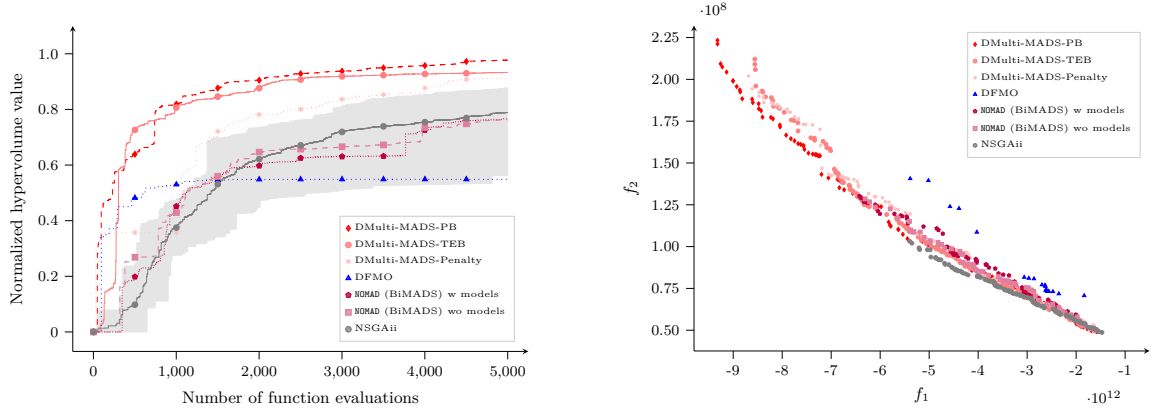 Normalized hypervolume value
1.0
0.8
0.6
0.4
0.2
0
0
1,000
2,000
3,000
4,000
5,000
Number of function evaluations
DMulti-MADS-PB
DMulti-MADS-TEB
DMulti-MADS-Penalty
DFMO
NOMAD (BiMADS) w models
NOMAD (BiMADS) wo models
NSGAii
·10⁸
f₂
2.25
2.00
1.75
1.50
1.25
1.00
0.75
0.50
-9
-8
-7
-6
-5
-4
-3
-2
-1
f₁
·10¹²
DMulti-MADS-PB
DMulti-MADS-TEB
DMulti-MADS-Penalty
DFMO
NOMAD (BiMADS) w models
NOMAD (BiMADS) wo models
NSGAii